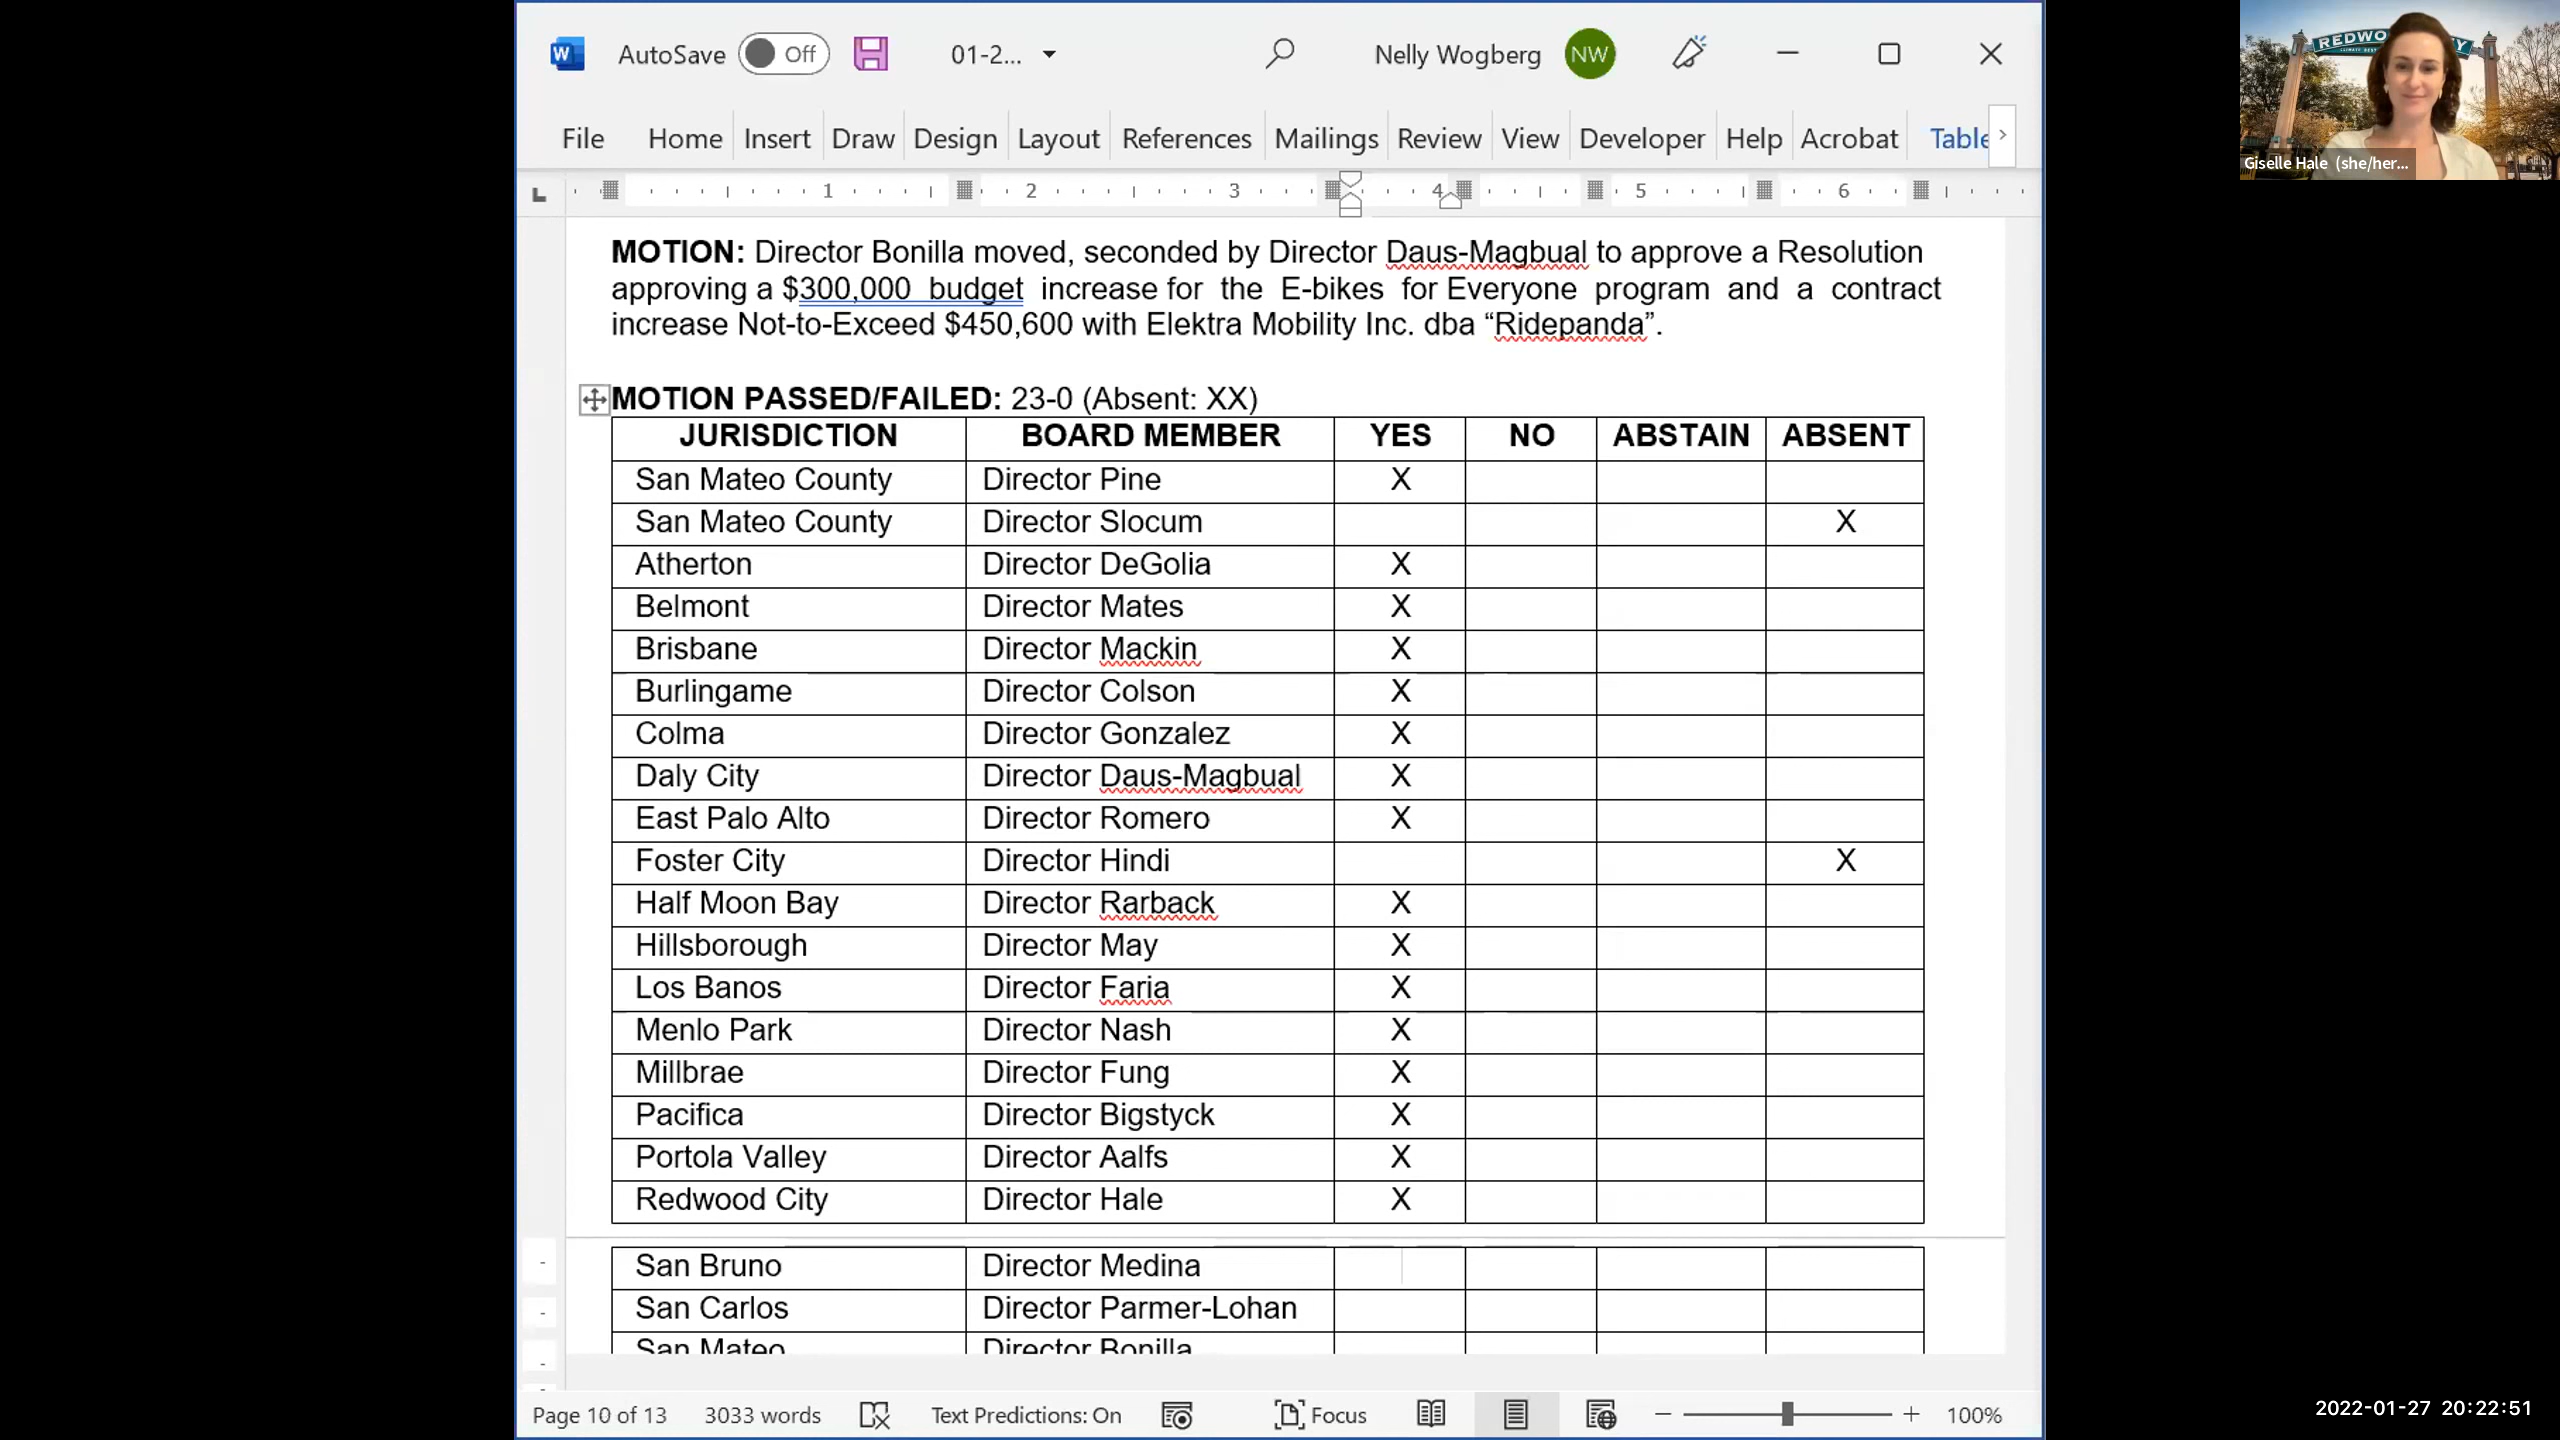 AutoSave Off 01-2... Nelly Wogberg NW
File Home Insert Draw Design Layout References Mailings Review View Developer Help Acrobat Table
1 2 3 4 5 6
MOTION: Director Bonilla moved, seconded by Director Daus-Magbual to approve a Resolution
approving a $300,000 budget increase for the E-bikes for Everyone program and a contract
increase Not-to-Exceed $450,600 with Elektra Mobility Inc. dba “Ridepanda”.
MOTION PASSED/FAILED: 23-0 (Absent: XX)
JURISDICTION BOARD MEMBER YES NO ABSTAIN ABSENT
San Mateo County Director Pine X
San Mateo County Director Slocum X
Atherton Director DeGolia X
Belmont Director Mates X
Brisbane Director Mackin X
Burlingame Director Colson X
Colma Director Gonzalez X
Daly City Director Daus-Magbual X
East Palo Alto Director Romero X
Foster City Director Hindi X
Half Moon Bay Director Rarback X
Hillsborough Director May X
Los Banos Director Faria X
Menlo Park Director Nash X
Millbrae Director Fung X
Pacifica Director Bigstyck X
Portola Valley Director Aalfs X
Redwood City Director Hale X
San Bruno Director Medina
San Carlos Director Parmer-Lohan
San Mateo Director Bonilla
Page 10 of 13 3033 words Text Predictions: On Focus 100%
REDWO
Giselle Hale (she/her...
2022-01-27 20:22:51